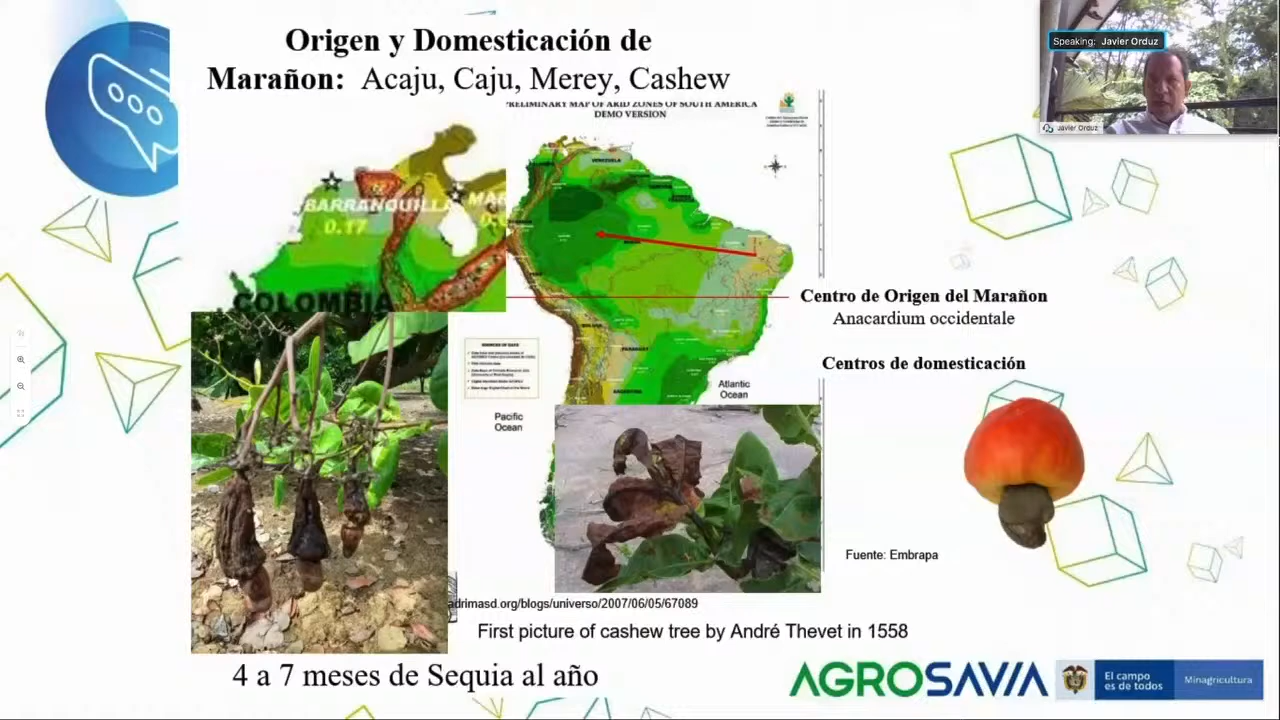 Origen y Domesticación de
Marañon: Acaju, Caju, Merey, Cashew
Speaking: Javier Orduz
Javier Orduz
PRELIMINARY MAP OF ARID ZONES OF SOUTH AMERICA
DEMO VERSION
VENEZUELA
BARRANQUILLA
0.17
COLOMBIA
Centro de Origen del Marañon
Anacardium occidentale
Centros de domesticación
PARAGUAY
ARGENTINA
Atlantic
Ocean
Pacific
Ocean
Fuente: Embrapa
adrimasd.org/blogs/universo/2007/06/05/67089
First picture of cashew tree by André Thevet in 1558
4 a 7 meses de Sequia al año
AGROSAVIA
El campo
es de todos
Minagricultura